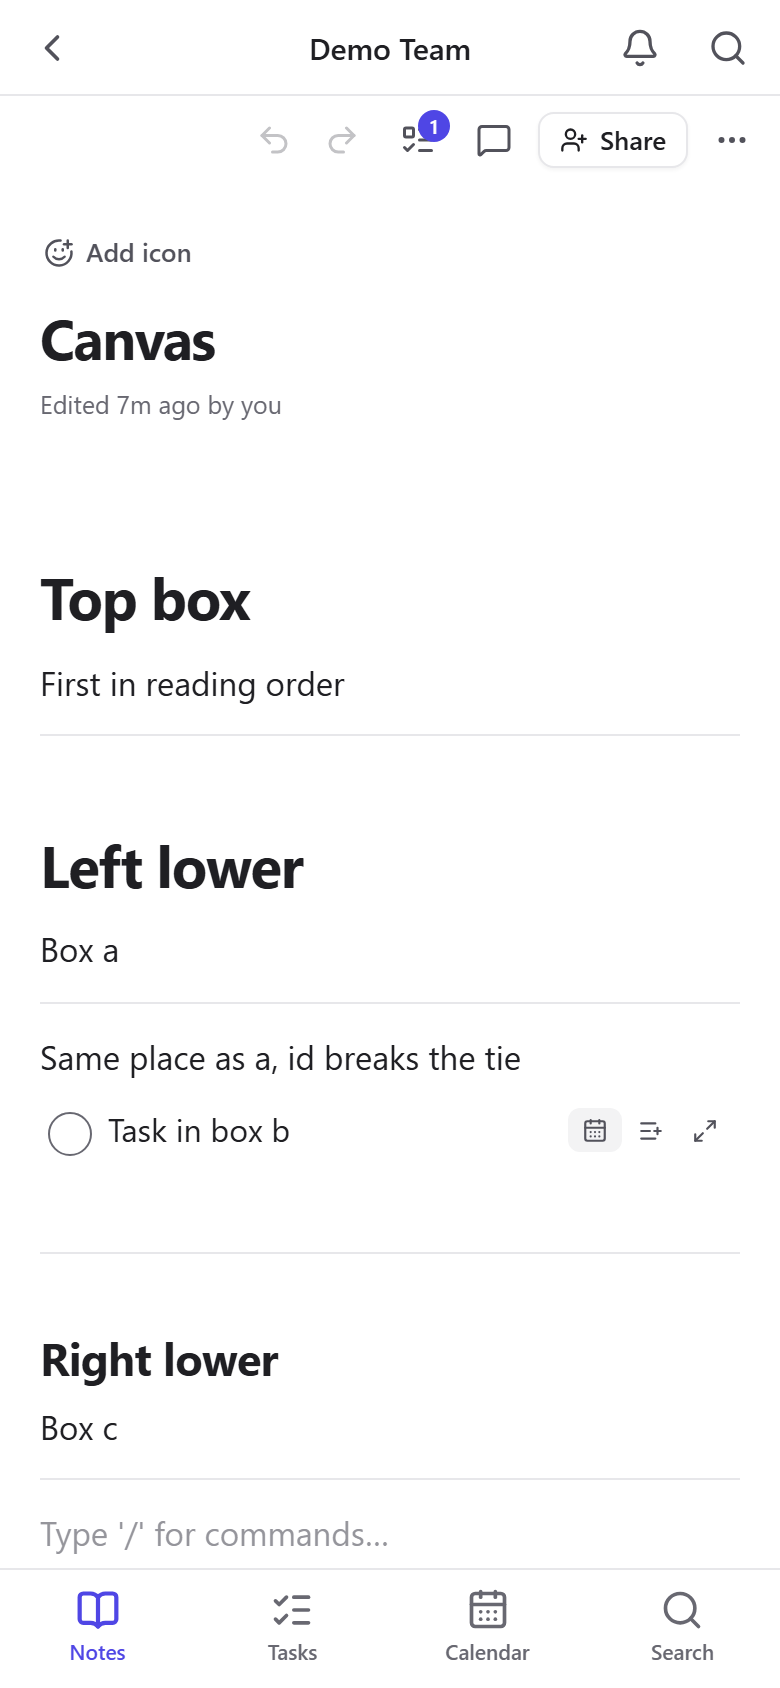 Demo Team
1
Share
Add icon
Canvas
Edited 7m ago by you
Top box
First in reading order
Left lower
Box a
Same place as a, id breaks the tie
Task in box b
Right lower
Box c
Type '/' for commands...
Notes
Tasks
Calendar
Search